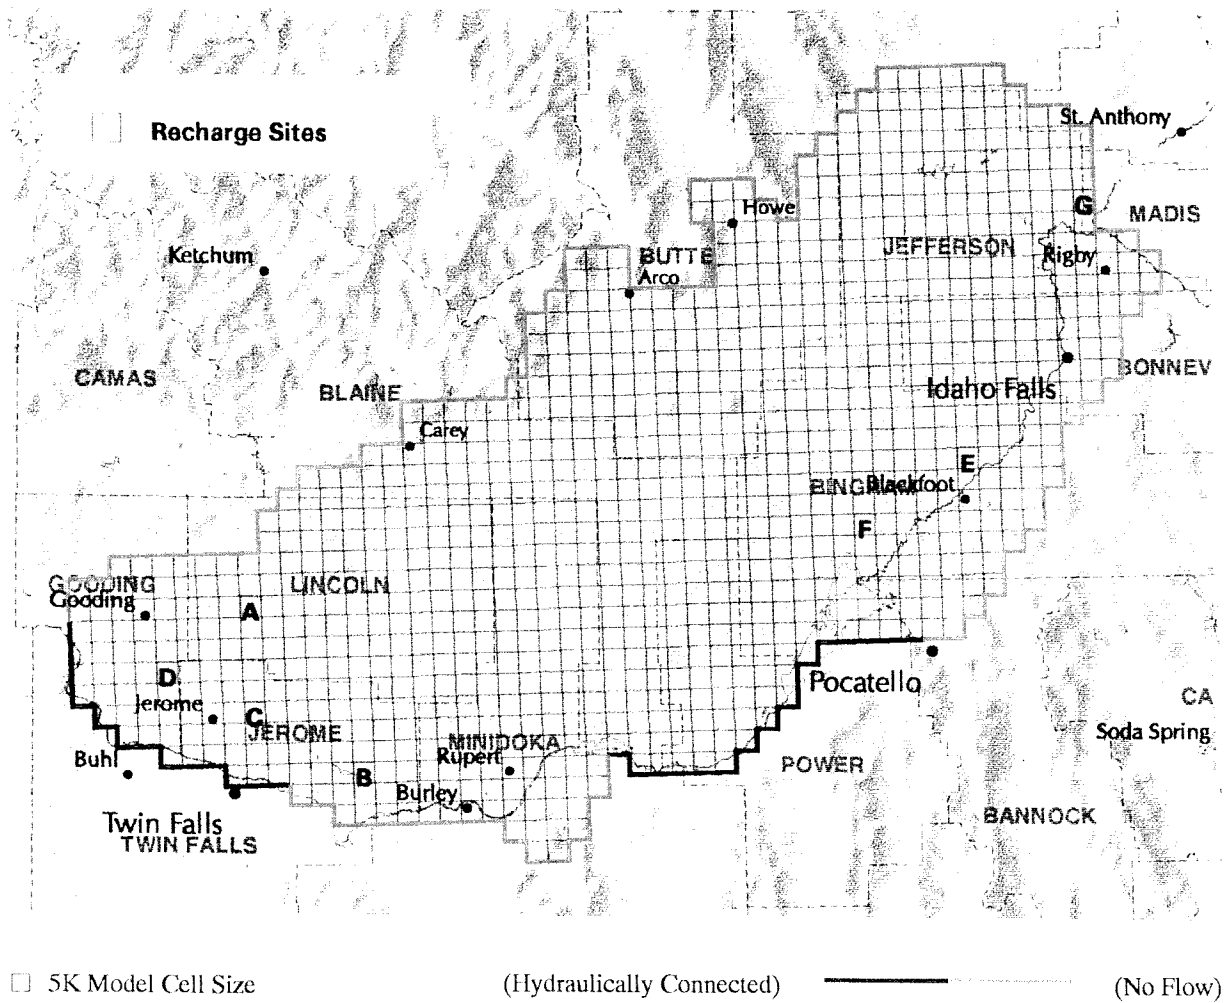 Recharge Sites
St. Anthony
G
MADIS
Howe
JEFFERSON
BUTTE
Rigby
Ketchum
Arco
CAMAS
BLAINE
BONNEV
Idaho Falls
Carey
E
BINGHAM
Blackfoot
F
GOODING
LINCOLN
Gooding
A
D
Pocatello
Jerome
CA
C
JEROME
Soda Spring
MINIDOKA
Rupert
Buhl
POWER
B
Burley
BANNOCK
Twin Falls
TWIN FALLS
5K Model Cell Size
(Hydraulically Connected)
(No Flow)